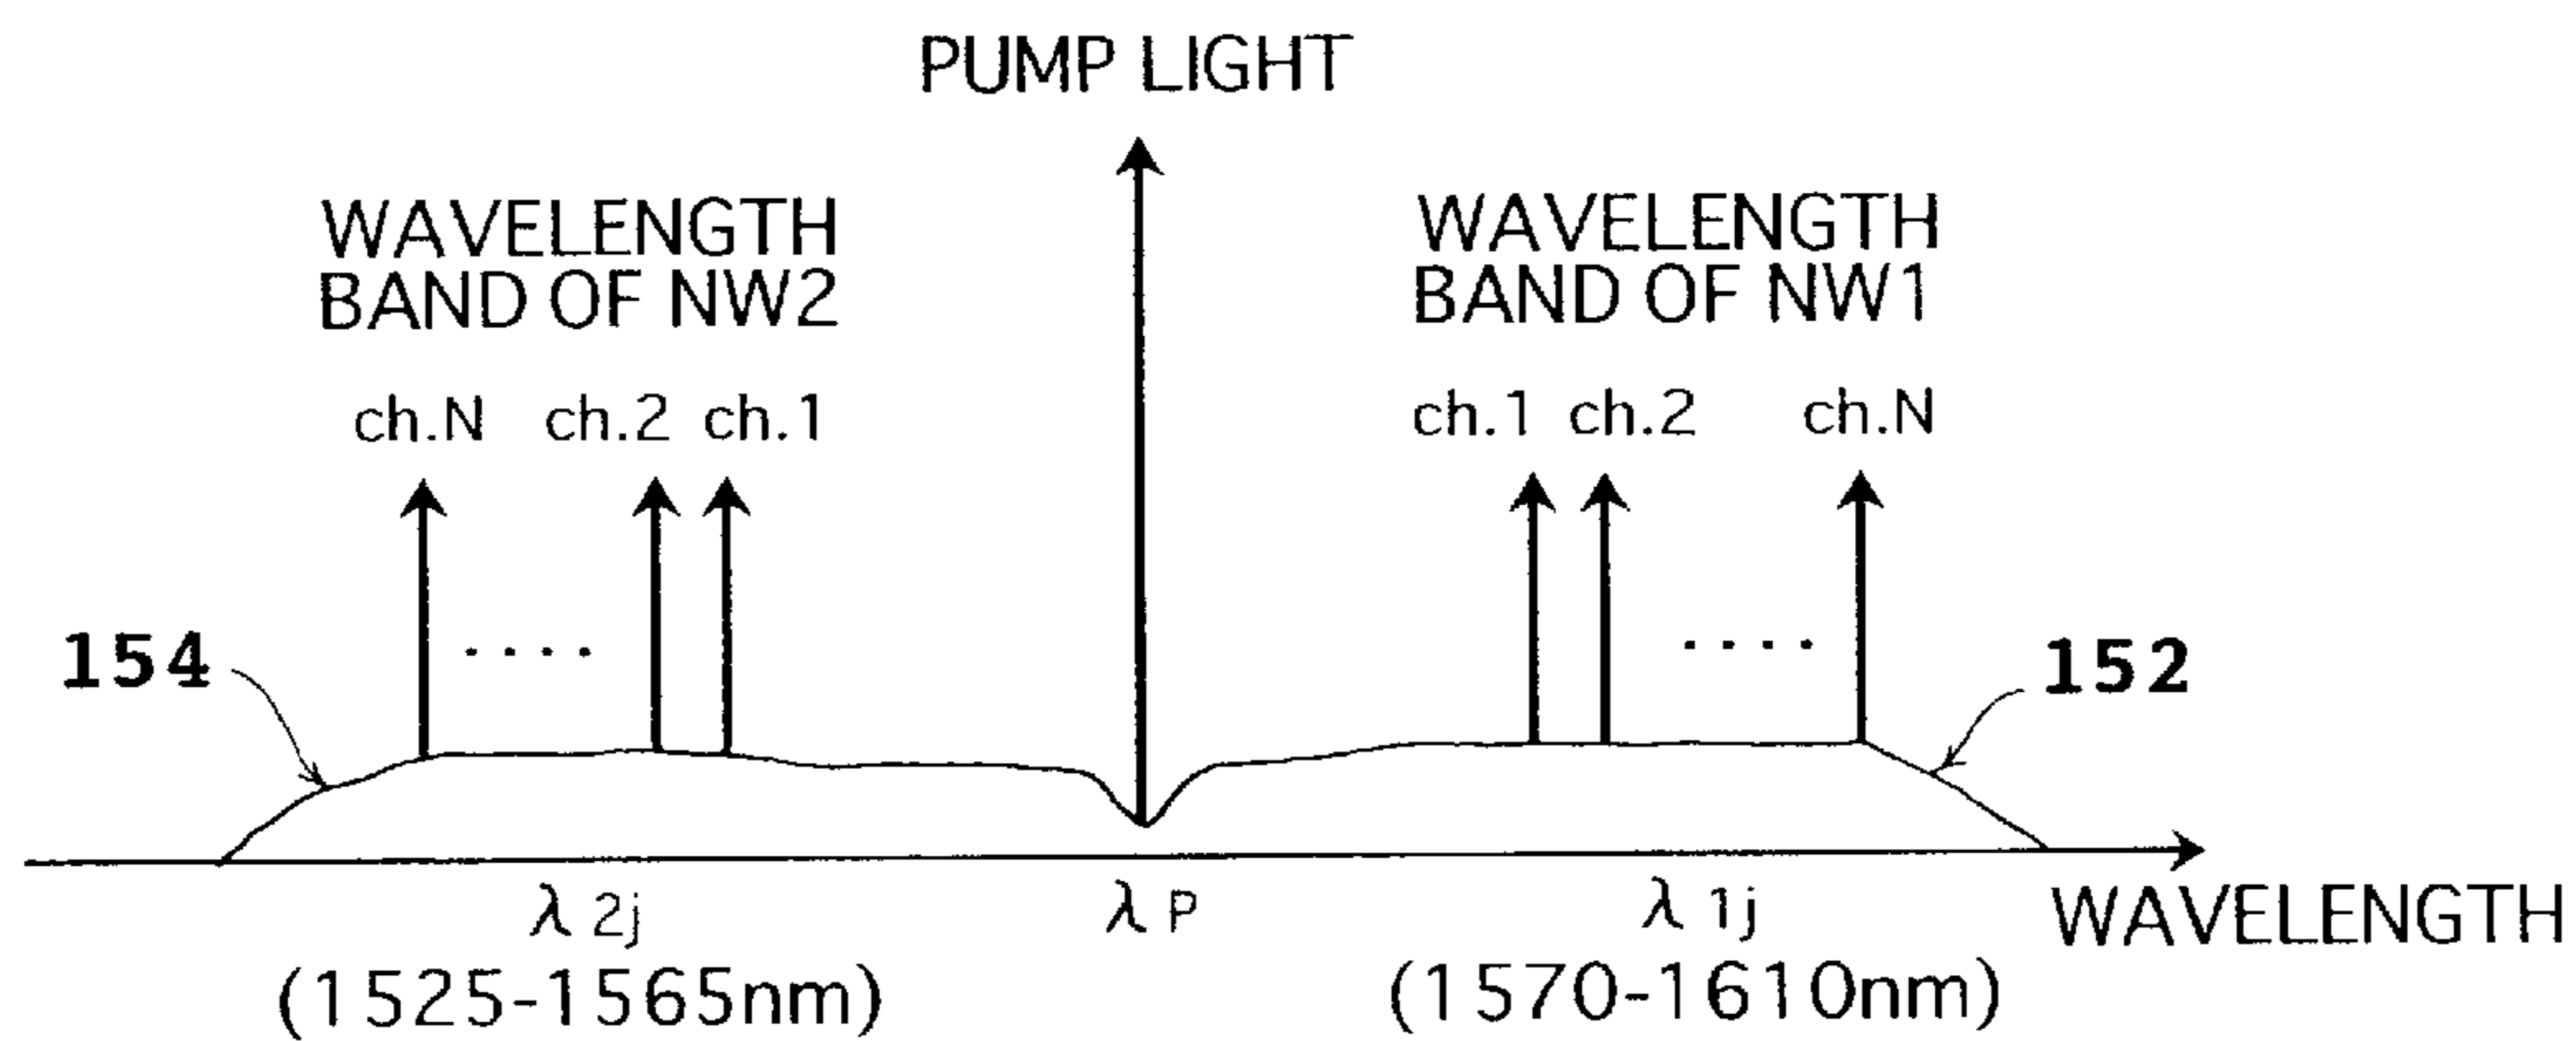 PUMP LIGHT
WAVELENGTH
BAND OF NW2
WAVELENGTH
BAND OF NW1
ch.N ch.2 ch.1
ch.1 ch.2 ch.N
154
....
....
152
λ 2j
λ P
λ 1j
WAVELENGTH
(1525-1565nm)
(1570-1610nm)